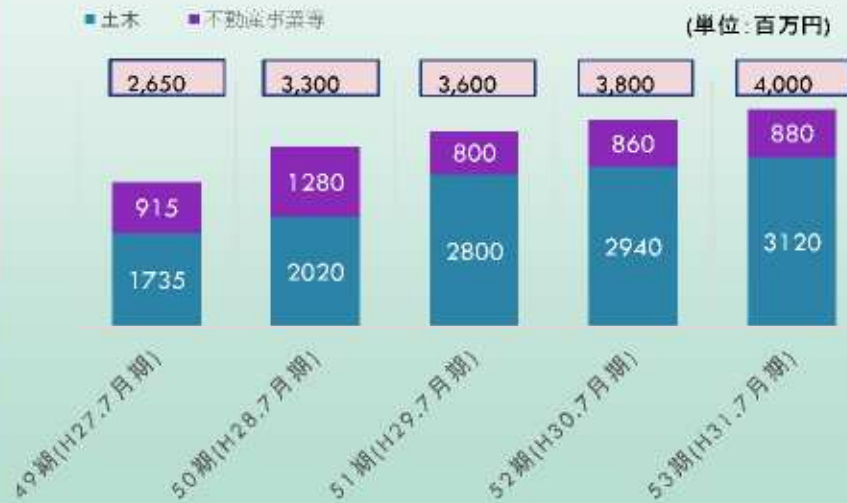 ■土木 ■不動産事業等
(単位:百万円)
2,650 3,300 3,600 3,800 4,000
915 1280 800 860 880
1735 2020 2800 2940 3120
49期(H27.7月期) 50期(H28.7月期) 51期(H29.7月期) 52期(H30.7月期) 53期(H31.7月期)